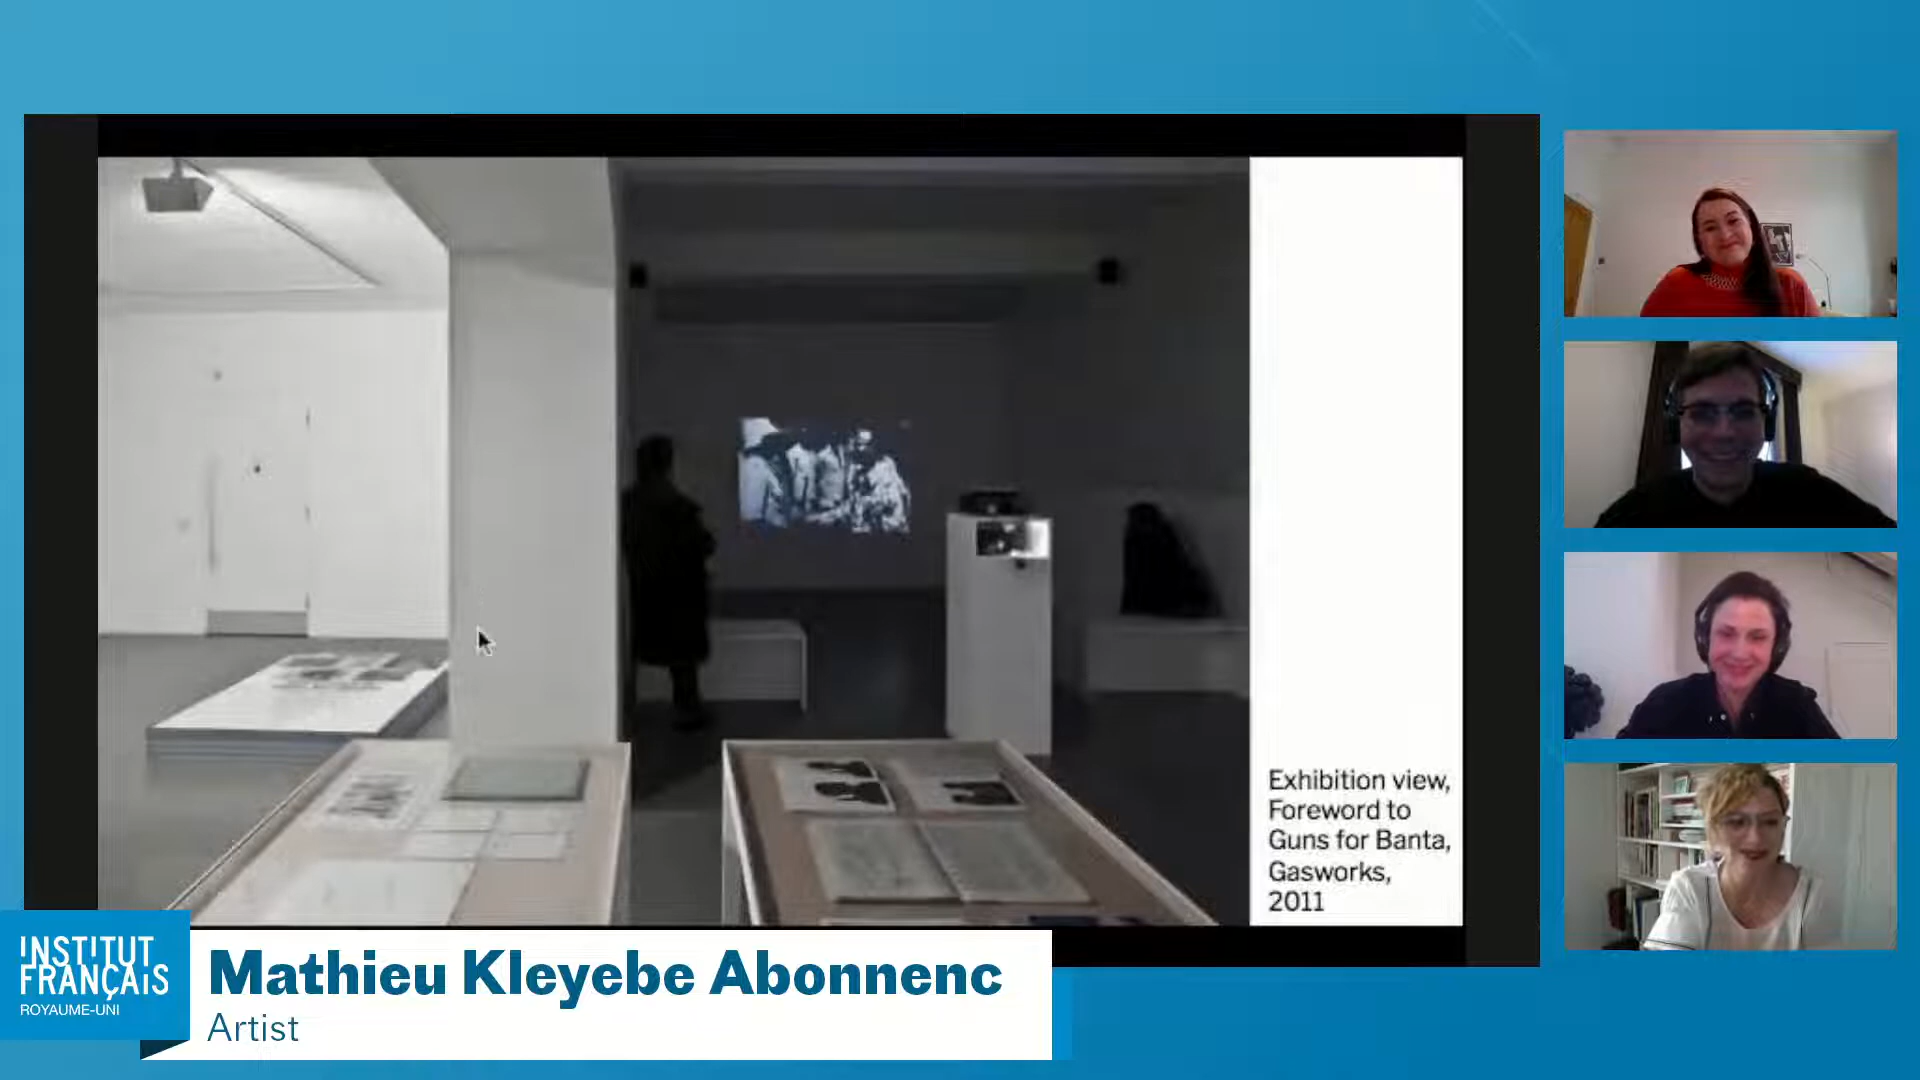 Exhibition view,
Foreword to
Guns for Banta,
Gasworks,
2011
INSTITUT
FRANÇAIS
ROYAUME-UNI
Mathieu Kleyebe Abonnenc
Artist